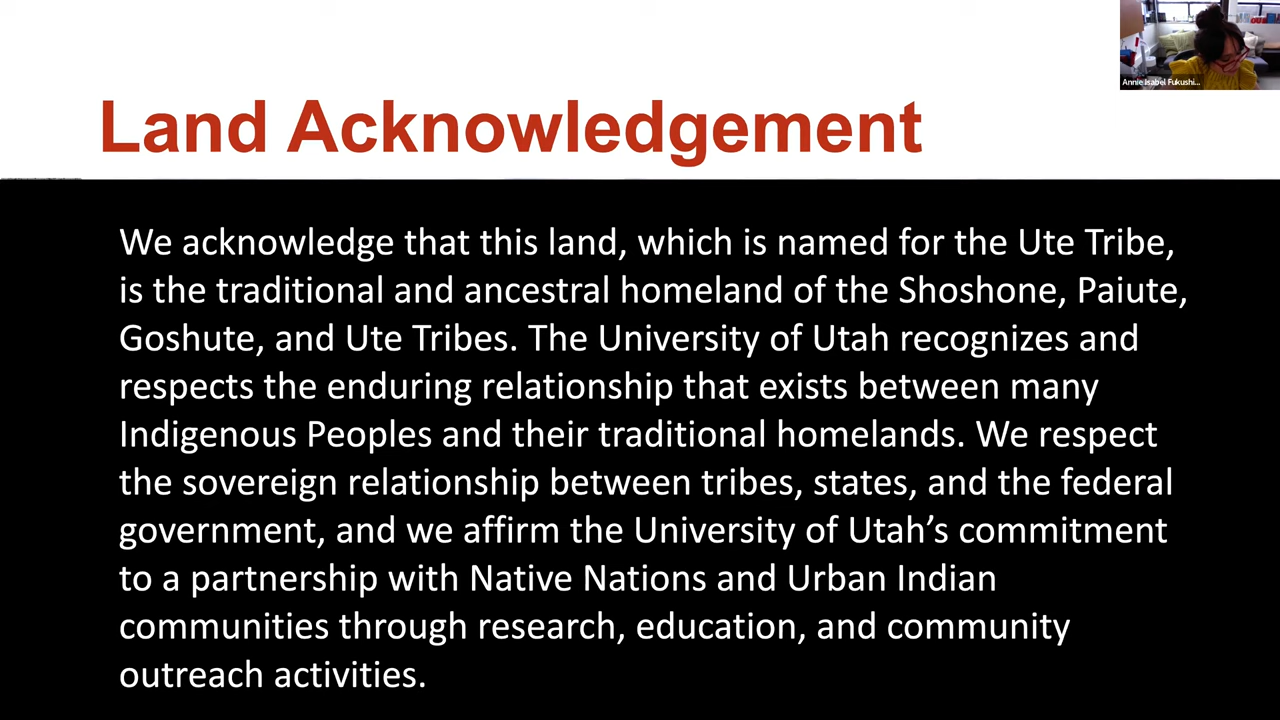 Annie Isabel Fukushi...
Land Acknowledgement
We acknowledge that this land, which is named for the Ute Tribe,
is the traditional and ancestral homeland of the Shoshone, Paiute,
Goshute, and Ute Tribes. The University of Utah recognizes and
respects the enduring relationship that exists between many
Indigenous Peoples and their traditional homelands. We respect
the sovereign relationship between tribes, states, and the federal
government, and we affirm the University of Utah’s commitment
to a partnership with Native Nations and Urban Indian
communities through research, education, and community
outreach activities.